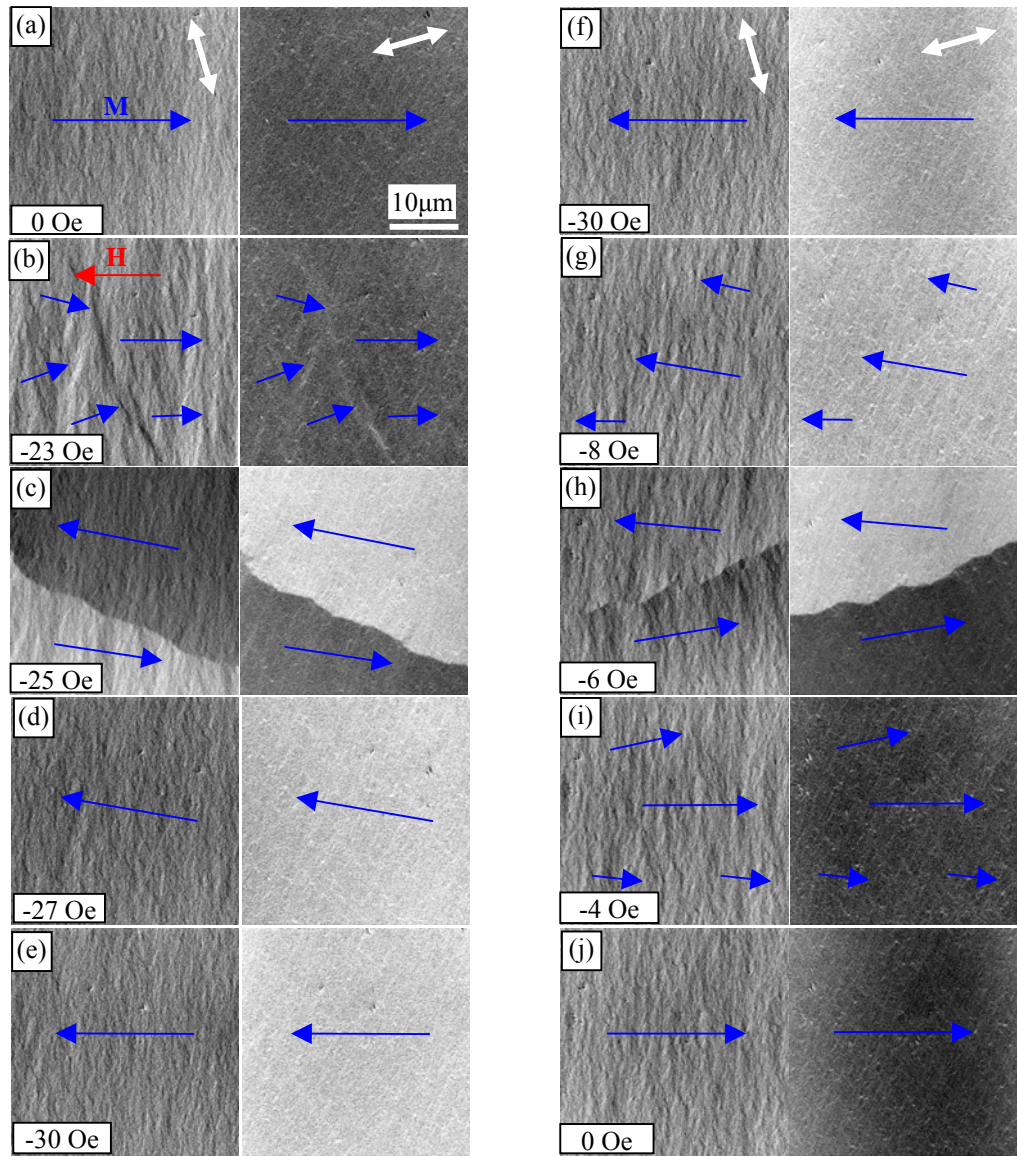 (a)
M
0 Oe
10μm
(b)
H
-23 Oe
(c)
-25 Oe
(d)
-27 Oe
(e)
-30 Oe
(f)
-30 Oe
(g)
-8 Oe
(h)
-6 Oe
(i)
-4 Oe
(j)
0 Oe